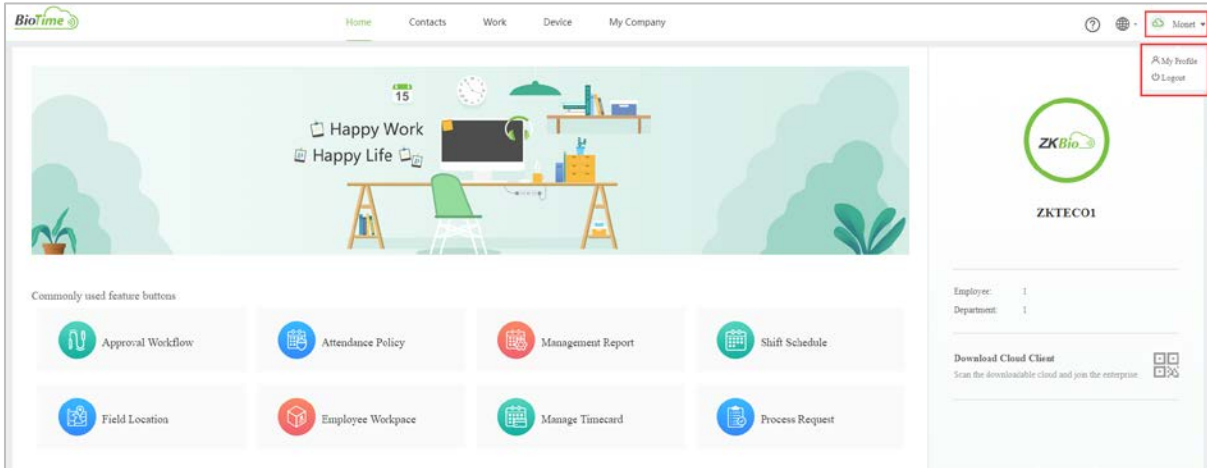 BioTime
Home Contacts Work Device My Company
? Monet
My Profile
Logout
15
Happy Work
Happy Life
ZKBio
ZKTECO1
Commonly used feature buttons
Approval Workflow Attendance Policy Management Report Shift Schedule
Field Location Employee Workpace Manage Timecard Process Request
Employee: 1
Department: 1
Download Cloud Client
Scan the downloadable cloud and join the enterprise